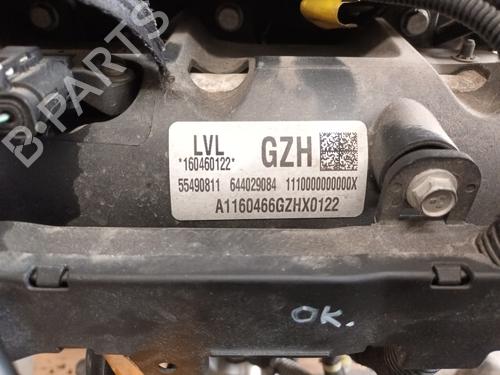 B-PARTS
LVL GZH
*160460122*
55490811 644029084 1110000000000X
A1160466GZHX0122
OK.